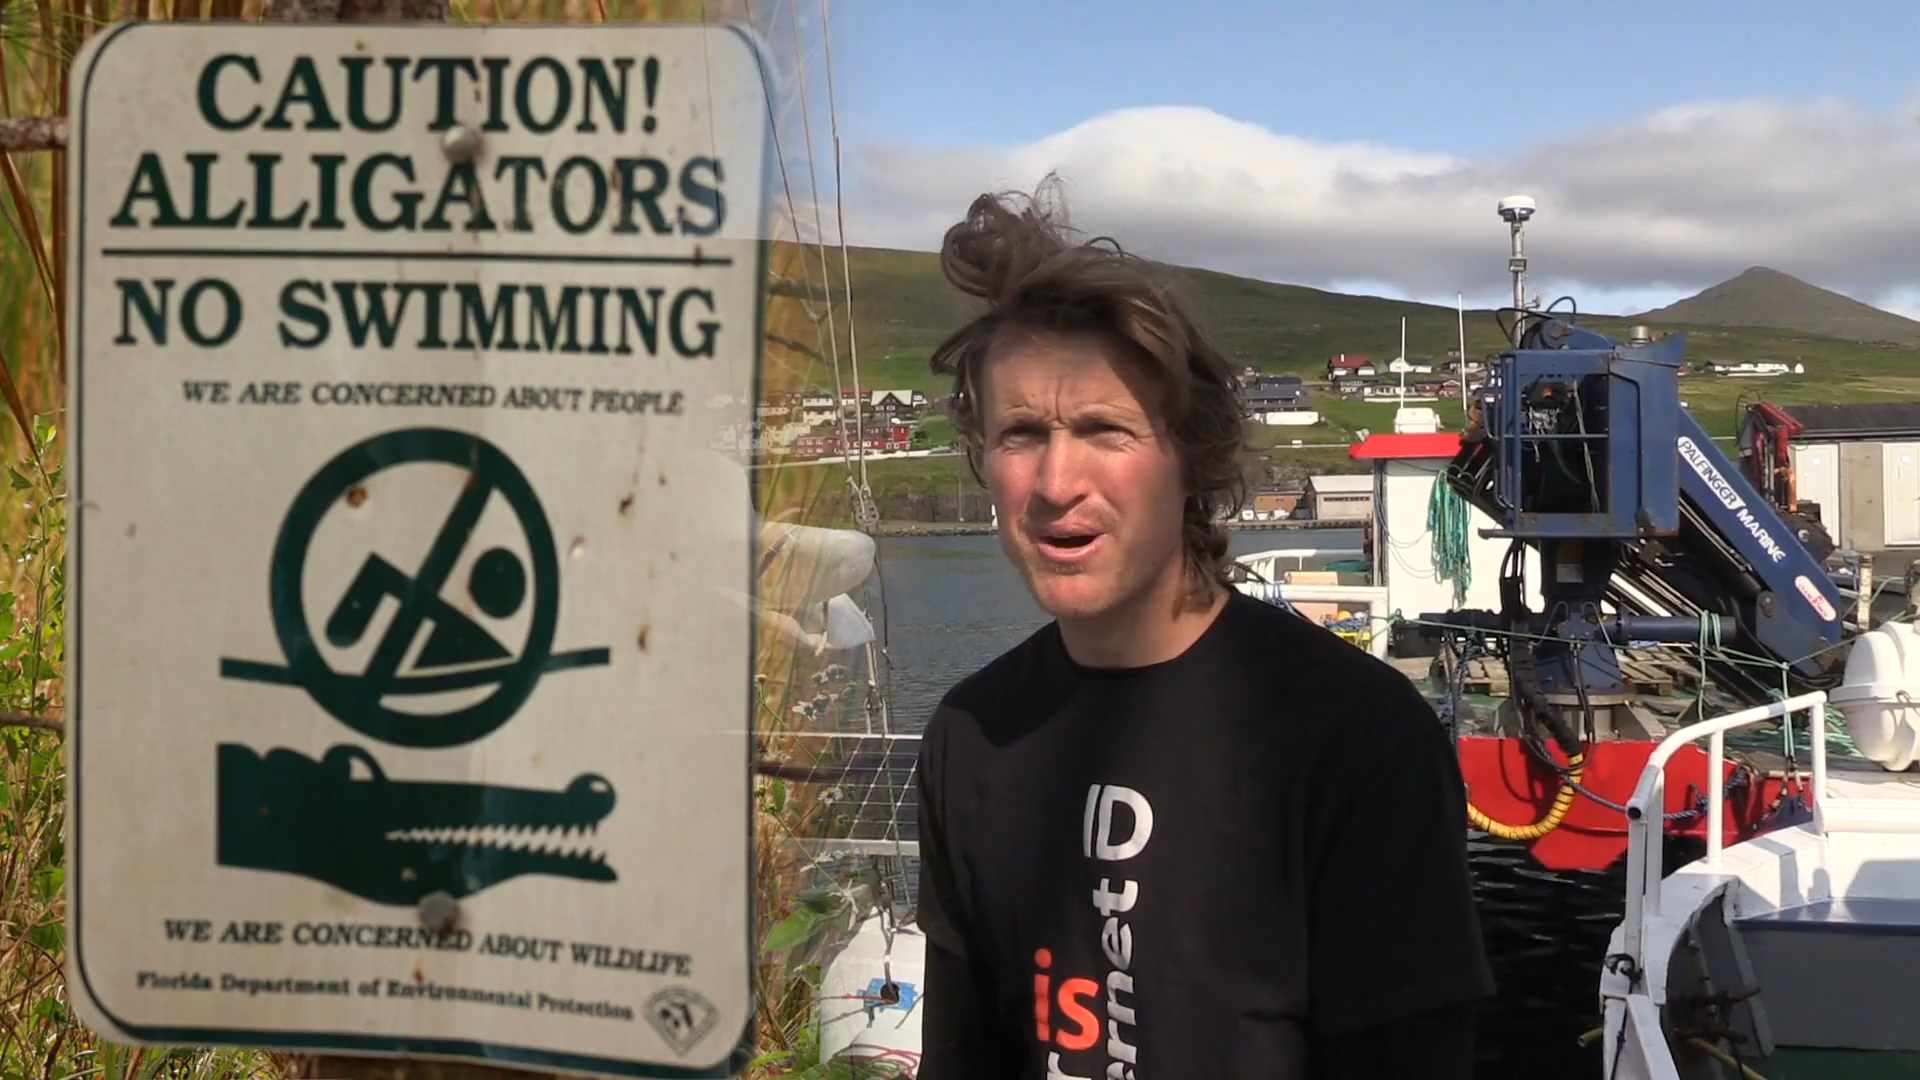 CAUTION!
ALLIGATORS
NO SWIMMING
WE ARE CONCERNED ABOUT PEOPLE
WE ARE CONCERNED ABOUT WILDLIFE
Florida Department of Environmental Protection
PALFINGER MARINE
is
ernet